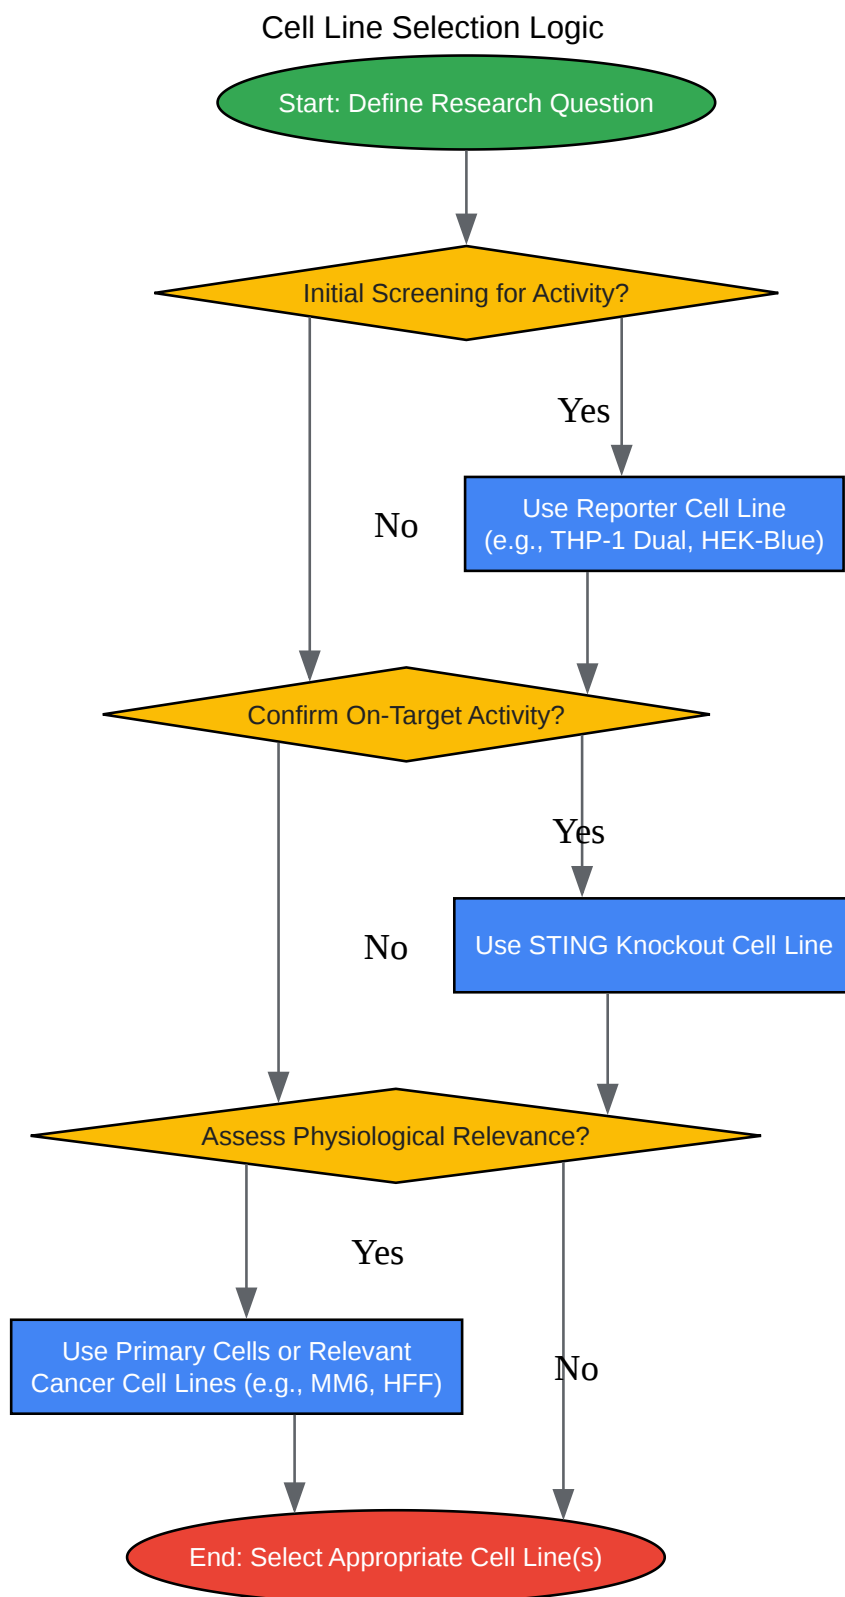 Cell Line Selection Logic
Start: Define Research Question
Initial Screening for Activity?
Yes
No
Use Reporter Cell Line
(e.g., THP-1 Dual, HEK-Blue)
Confirm On-Target Activity?
Yes
No
Use STING Knockout Cell Line
Assess Physiological Relevance?
Yes
No
Use Primary Cells or Relevant
Cancer Cell Lines (e.g., MM6, HFF)
End: Select Appropriate Cell Line(s)